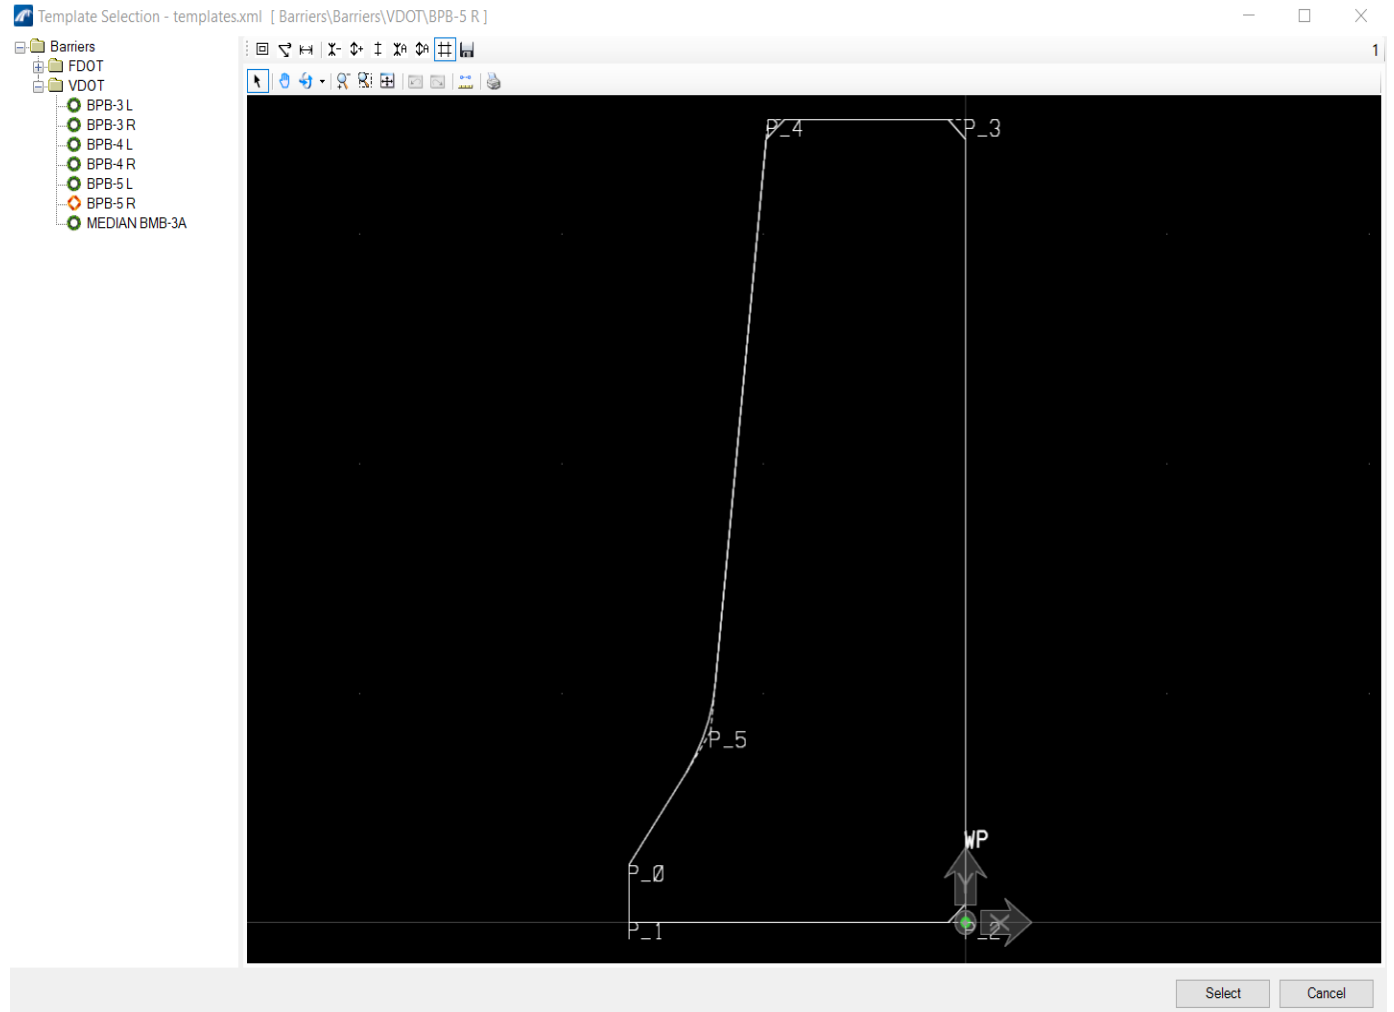 Template Selection - templates.xml [ Barriers\Barriers\VDOT\BPB-5 R ]
Barriers
FDOT
VDOT
BPB-3 L
BPB-3 R
BPB-4 L
BPB-4 R
BPB-5 L
BPB-5 R
MEDIAN BMB-3A
1
P_4
P_3
P_5
WP
P_0
Y
X
P_1
P_2
Select
Cancel